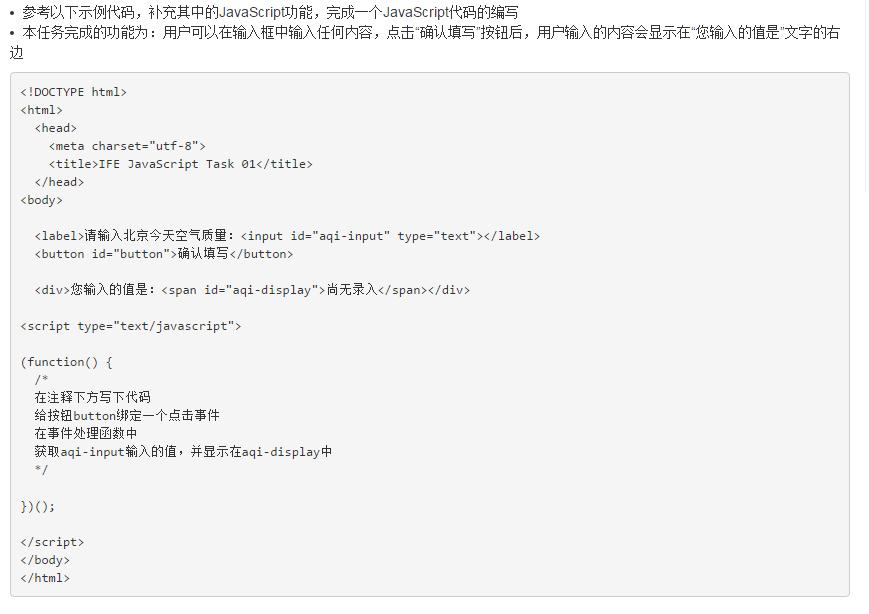 • 参考以下示例代码，补充其中的JavaScript功能，完成一个JavaScript代码的编写
• 本任务完成的功能为：用户可以在输入框中输入任何内容，点击“确认填写”按钮后，用户输入的内容会显示在“您输入的值是”文字的右
边
<!DOCTYPE html>
<html>
  <head>
    <meta charset="utf-8">
    <title>IFE JavaScript Task 01</title>
  </head>
<body>
  <label>请输入北京今天空气质量：<input id="aqi-input" type="text"></label>
  <button id="button">确认填写</button>
  <div>您输入的值是：<span id="aqi-display">尚无录入</span></div>
<script type="text/javascript">
(function() {
  /*
  在注释下方写下代码
  给按钮button绑定一个点击事件
  在事件处理函数中
  获取aqi-input输入的值，并显示在aqi-display中
  */
})();
</script>
</body>
</html>